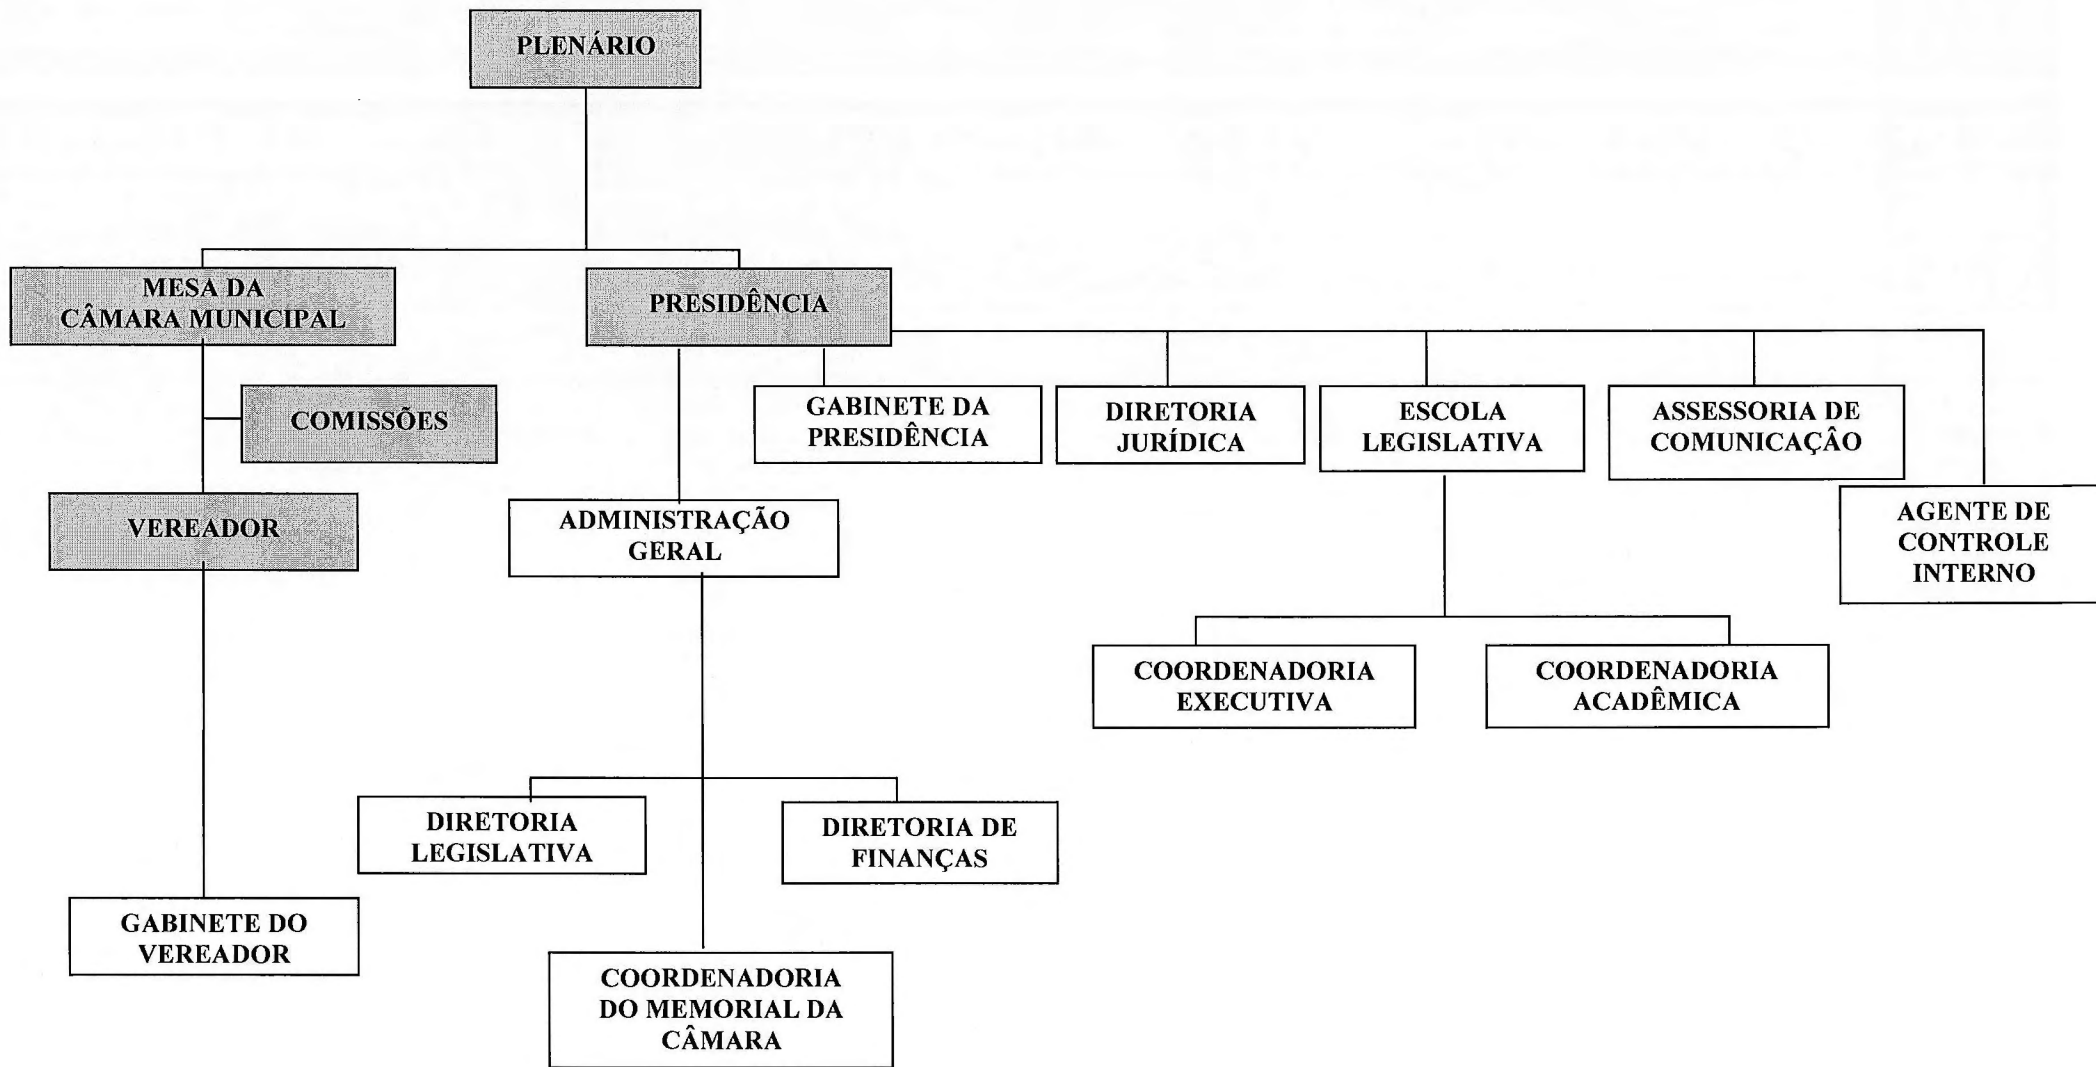 PLENÁRIO
MESA DA
CÂMARA MUNICIPAL
PRESIDÊNCIA
COMISSÕES
GABINETE DA
PRESIDÊNCIA
DIRETORIA
JURÍDICA
ESCOLA
LEGISLATIVA
ASSESSORIA DE
COMUNICAÇÃO
VEREADOR
ADMINISTRAÇÃO
GERAL
AGENTE DE
CONTROLE
INTERNO
COORDENADORIA
EXECUTIVA
COORDENADORIA
ACADÊMICA
DIRETORIA
LEGISLATIVA
DIRETORIA DE
FINANÇAS
GABINETE DO
VEREADOR
COORDENADORIA
DO MEMORIAL DA
CÂMARA